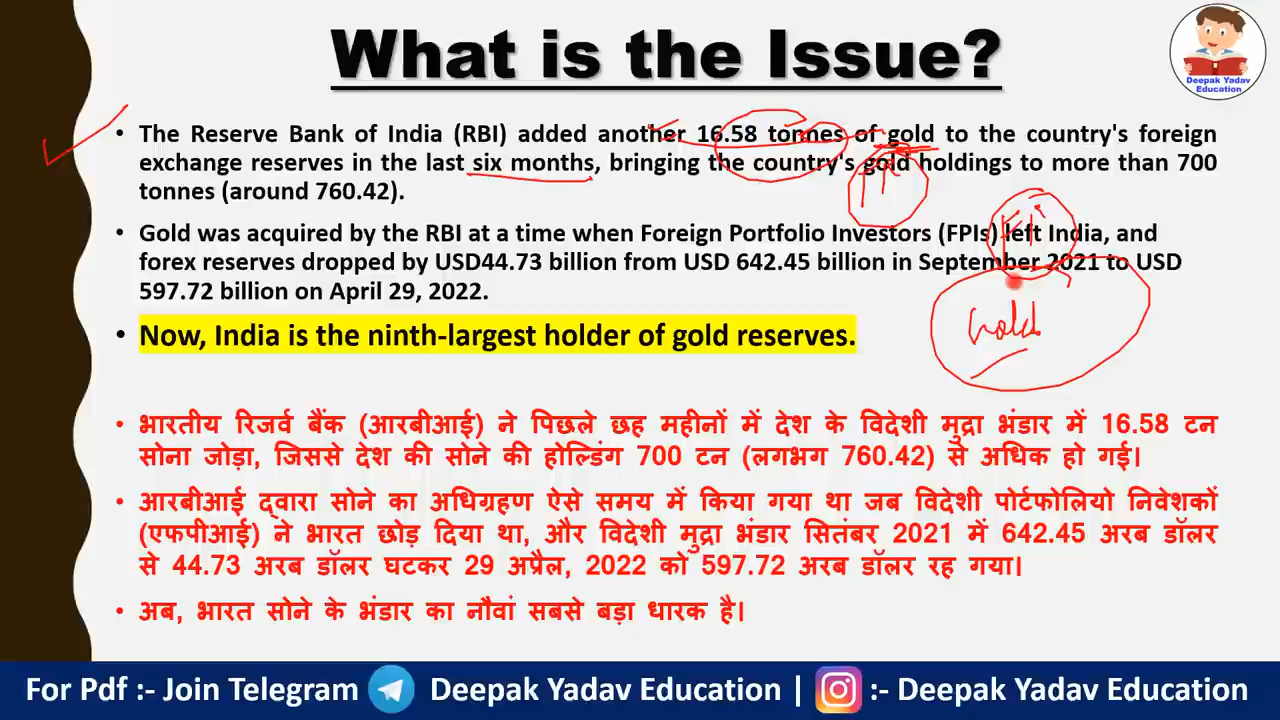 What is the Issue?
Deepak Yadav
Education
• The Reserve Bank of India (RBI) added another 16.58 tonnes of gold to the country's foreign
exchange reserves in the last six months, bringing the country's gold holdings to more than 700
tonnes (around 760.42).
• Gold was acquired by the RBI at a time when Foreign Portfolio Investors (FPIs) left India, and
forex reserves dropped by USD44.73 billion from USD 642.45 billion in September 2021 to USD
597.72 billion on April 29, 2022.
• Now, India is the ninth-largest holder of gold reserves.
Gold
• भारतीय रिजर्व बैंक (आरबीआई) ने पिछले छह महीनों में देश के विदेशी मुद्रा भंडार में 16.58 टन
सोना जोड़ा, जिससे देश की सोने की होल्डिंग 700 टन (लगभग 760.42) से अधिक हो गई।
• आरबीआई द्वारा सोने का अधिग्रहण ऐसे समय में किया गया था जब विदेशी पोर्टफोलियो निवेशकों
(एफपीआई) ने भारत छोड़ दिया था, और विदेशी मुद्रा भंडार सितंबर 2021 में 642.45 अरब डॉलर
से 44.73 अरब डॉलर घटकर 29 अप्रैल, 2022 को 597.72 अरब डॉलर रह गया।
• अब, भारत सोने के भंडार का नौवां सबसे बड़ा धारक है।
For Pdf :- Join Telegram Deepak Yadav Education | :- Deepak Yadav Education